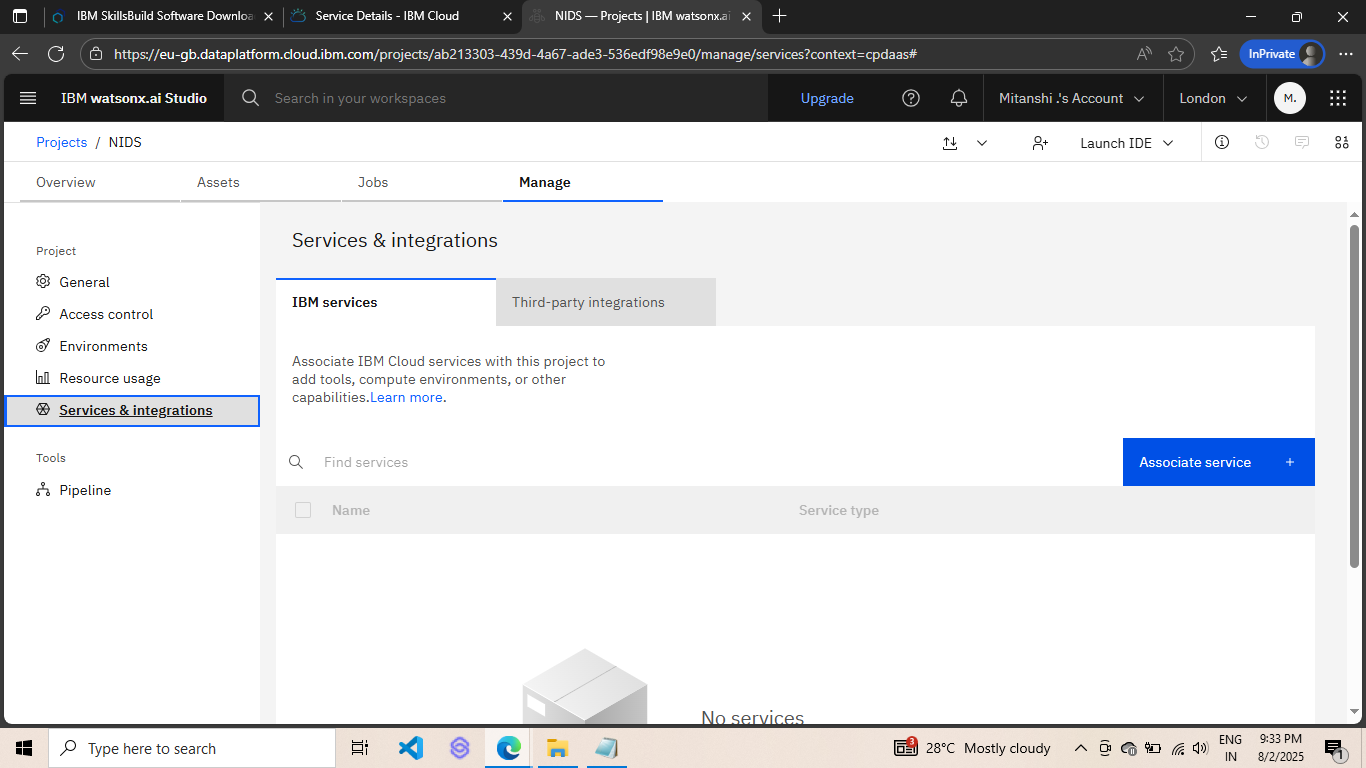 IBM SkillsBuild Software Downloa
Service Details - IBM Cloud
NIDS — Projects | IBM watsonx.ai
https://eu-gb.dataplatform.cloud.ibm.com/projects/ab213303-439d-4a67-ade3-536edf98e9e0/manage/services?context=cpdaas#
InPrivate
IBM watsonx.ai Studio
Search in your workspaces
Upgrade
Mitanshi .'s Account
London
M.
Projects / NIDS
Launch IDE
Overview
Assets
Jobs
Manage
Project
General
Access control
Environments
Resource usage
Services & integrations
Tools
Pipeline
Services & integrations
IBM services
Third-party integrations
Associate IBM Cloud services with this project to
add tools, compute environments, or other
capabilities.Learn more.
Find services
Associate service +
Name
Service type
No services
Type here to search
3
28°C Mostly cloudy
ENG
IN
9:33 PM
8/2/2025
1